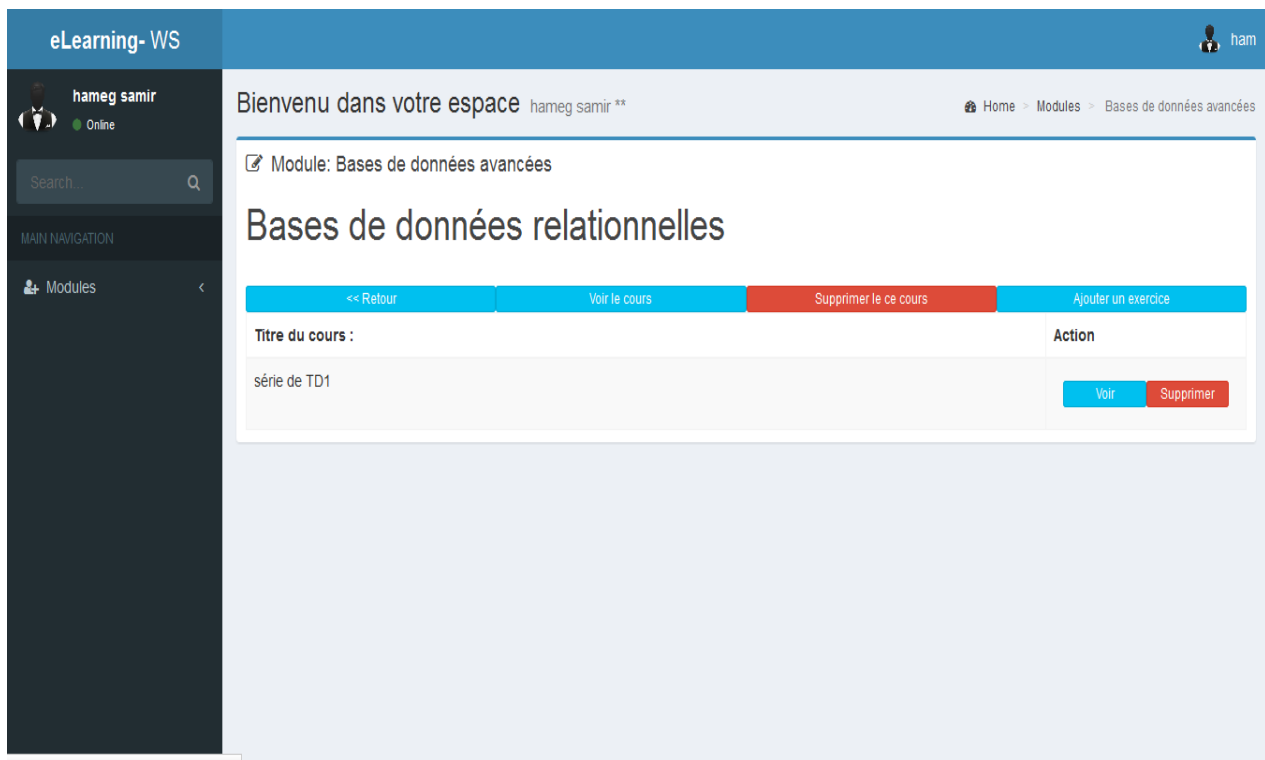 eLearning- WS
ham
hameg samir
Online
Search...
MAIN NAVIGATION
Modules
Bienvenu dans votre espace hameg samir **
Home > Modules > Bases de données avancées
Module: Bases de données avancées
Bases de données relationnelles
<< Retour
Voir le cours
Supprimer le ce cours
Ajouter un exercice
Titre du cours :
Action
série de TD1
Voir
Supprimer